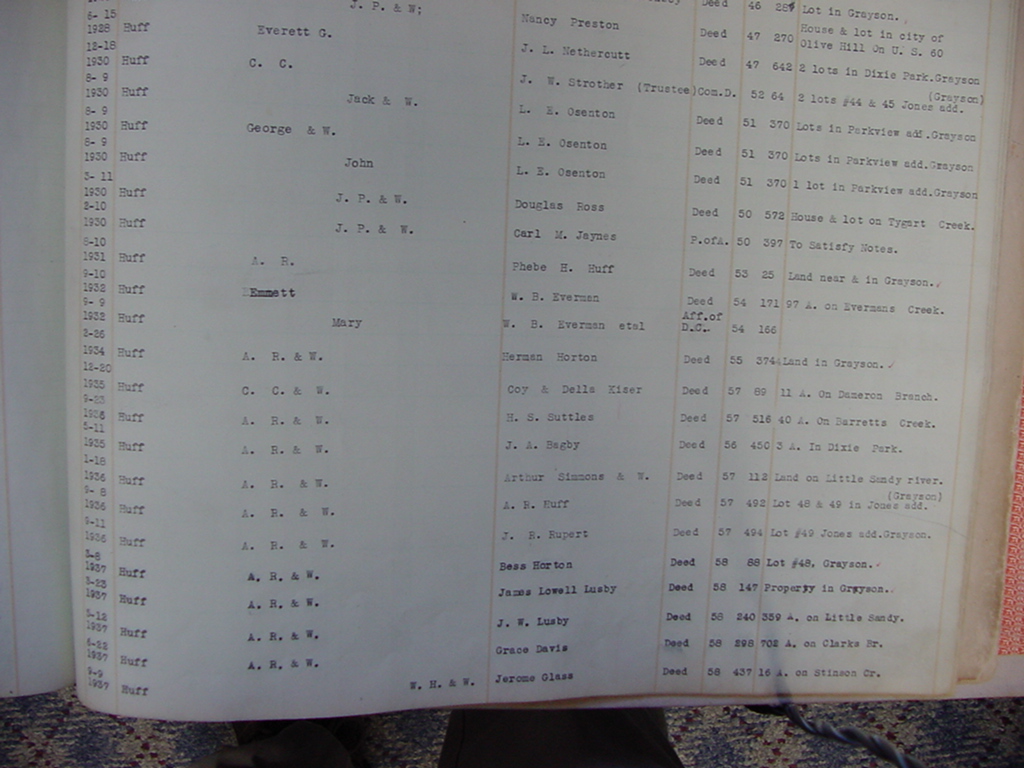 J. P. & W; Deed 46 Lot in Grayson.
6- 15
1928 Huff Everett G. Nancy Preston Deed 47 270 House & lot in city of
Olive Hill On U. S. 60
12-18
1930 Huff C. C. J. L. Nethercutt Deed 47 642 2 lots in Dixie Park.Grayson
8- 9
1930 Huff Jack & W. J. W. Strother (Trustee) Com.D. 52 64 2 lots #44 & 45 Jones add. (Grayson)
8- 9
1930 Huff George & W. L. E. Osenton Deed 51 370 Lots in Parkview add.Grayson
8- 9
1930 Huff John L. E. Osenton Deed 51 370 Lots in Parkview add.Grayson
3- 11
1930 Huff J. P. & W. L. E. Osenton Deed 51 370 1 lot in Parkview add.Grayson
2-10
1930 Huff J. P. & W. Douglas Ross Deed 50 572 House & lot on Tygart Creek.
Carl M. Jaynes P.ofA. 50 397 To Satisfy Notes.
6-10
1931 Huff A. R. Phebe H. Huff Deed 53 25 Land near & in Grayson.
9-10
1932 Huff Emmett W. B. Everman Deed 54 171 97 A. on Evermans Creek.
9- 9
1932 Huff Mary W. B. Everman etal Aff.of D.C. 54 166
2-26
1934 Huff A. R. & W. Herman Horton Deed 55 374 Land in Grayson.
12-20
1935 Huff C. C. & W. Coy & Della Kiser Deed 57 89 11 A. On Dameron Branch.
9-23
1936 Huff A. R. & W. H. S. Suttles Deed 57 516 40 A. On Barretts Creek.
5-11
1935 Huff A. R. & W. J. A. Bagby Deed 56 450 3 A. In Dixie Park.
1-18
1936 Huff A. R. & W. Arthur Simmons & W. Deed 57 112 Land on Little Sandy river.
9- 8
1936 Huff A. R. & W. A. R. Huff Deed 57 492 Lot 48 & 49 in Jones add. (Grayson)
9-11
1936 Huff A. R. & W. J. R. Rupert Deed 57 494 Lot #49 Jones add.Grayson.
3-8
1937 Huff A. R. & W. Bess Horton Deed 58 88 Lot #48, Grayson.
3-23
1937 Huff A. R. & W. James Lowell Lusby Deed 58 147 Property in Grayson.
5-12
1937 Huff A. R. & W. J. W. Lusby Deed 58 240 359 A. on Little Sandy.
6-22
1937 Huff A. R. & W. Grace Davis Deed 58 298 702 A. on Clarks Br.
9-9
1937 Huff W. H. & W. Jerome Glass Deed 58 437 16 A. on Stinson Cr.